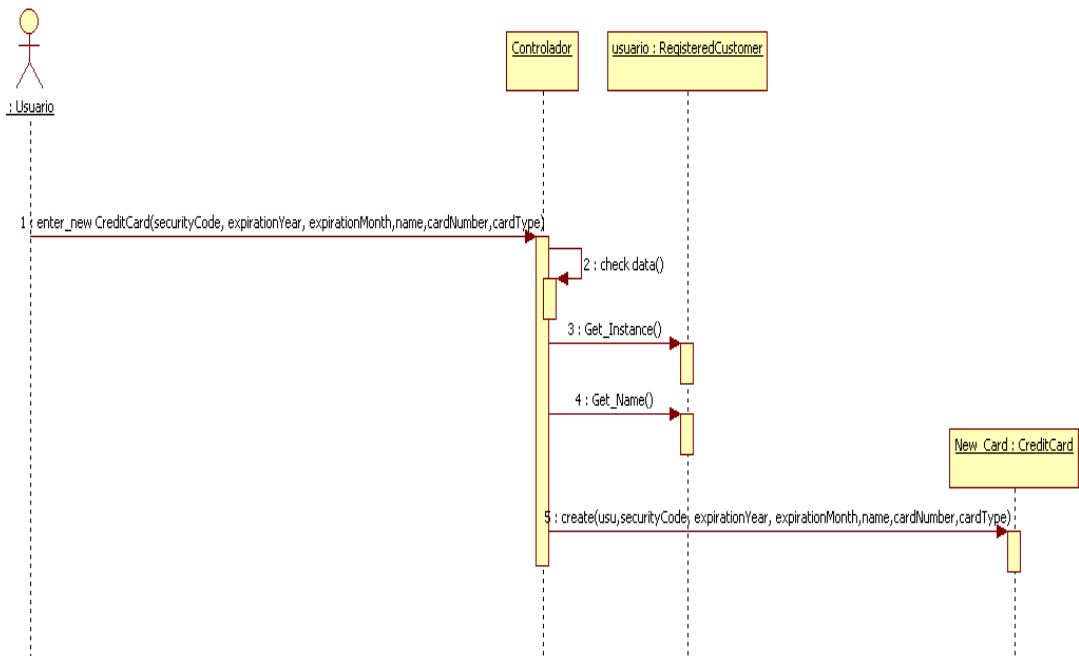 Controlador
usuario : RegisteredCustomer
: Usuario
1 : enter_new CreditCard(securityCode, expirationYear, expirationMonth,name,cardNumber,cardType)
2 : check data()
3 : Get_Instance()
4 : Get_Name()
New_Card : CreditCard
5 : create(usu,securityCode, expirationYear, expirationMonth,name,cardNumber,cardType)